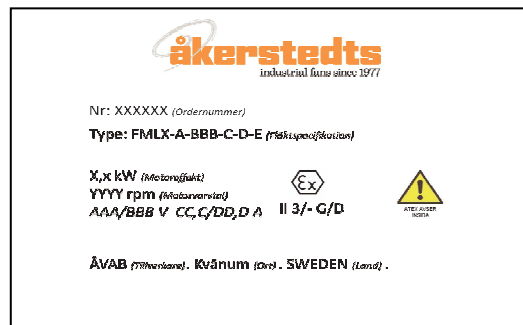 åkerstedts
industrial fans since 1977
Nr: XXXXXX (Ordernummer)
Type: FMLX-A-BBB-C-D-E (Fläktspecifikation)
X,x kW (Motoreffekt)
YYYY rpm (Motorvarvtal)
AAA/BBB V CC,C/DD,D A
Ex
II 3/- G/D
ATEX AVSER
INSIDA
ÅVAB (Tillverkare). Kvänum (Ort). SWEDEN (Land).